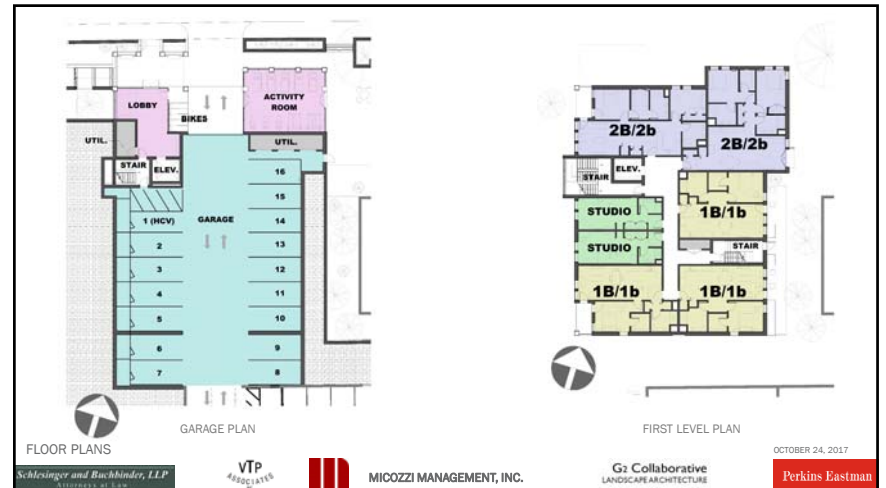 LOBBY
BIKES
ACTIVITY
ROOM
UTIL.
UTIL.
STAIR
ELEV.
16
15
1 (HCV)
GARAGE
14
2
13
3
12
4
11
5
10
6
9
7
8
GARAGE PLAN
2B/2b
2B/2b
STAIR
ELEV.
STUDIO
1B/1b
STUDIO
STAIR
1B/1b
1B/1b
FIRST LEVEL PLAN
FLOOR PLANS
OCTOBER 24, 2017
Schlesinger and Buchbinder, LLP
Attorneys at Law
VTP
ASSOCIATES
MICOZZI MANAGEMENT, INC.
G2 Collaborative
LANDSCAPE ARCHITECTURE
Perkins Eastman